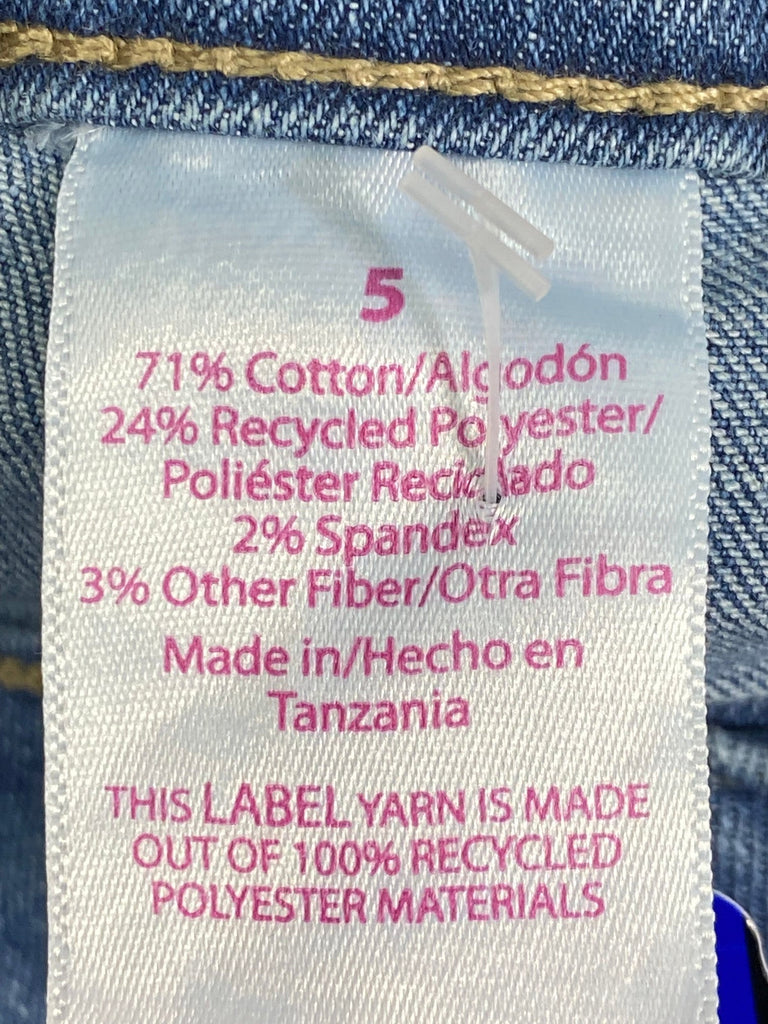 5
71% Cotton/Algodón
24% Recycled Polyester/
Poliéster Reciclado
2% Spandex
3% Other Fiber/Otra Fibra
Made in/Hecho en
Tanzania
THIS LABEL YARN IS MADE
OUT OF 100% RECYCLED
POLYESTER MATERIALS